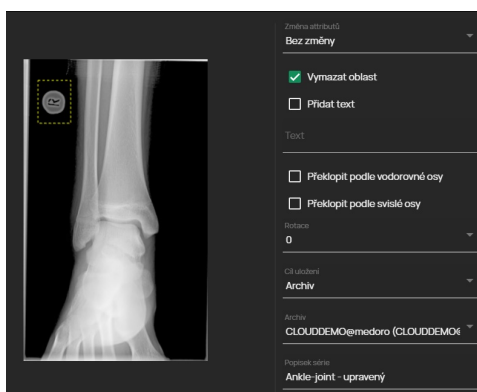 Změna attributů
Bez změny
Vymazat oblast
Přidat text
Text
Překlopit podle vodorovné osy
Překlopit podle svislé osy
Rotace
0
Cíl uložení
Archiv
Archiv
CLOUDDEMO@medoro (CLOUDDEMO
Popisek série
Ankle-joint - upravený
R